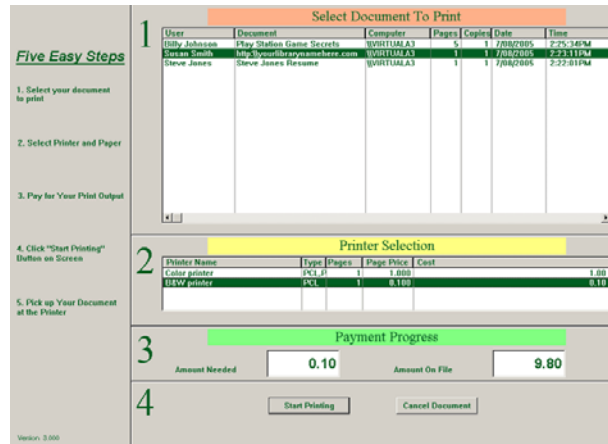 Five Easy Steps
1. Select your document
to print
2. Select Printer and Paper
3. Pay for Your Print Output
4. Click "Start Printing"
Button on Screen
5. Pick up Your Document
at the Printer
Version: 3.000
1 Select Document To Print
User Document Computer Pages Copies Date Time
Billy Johnson Play Station Game Secrets \\VIRTUALA3 5 1 7/08/2005 2:25:34PM
Susan Smith http:\\yourlibrarynamehere.com \\VIRTUALA3 1 1 7/08/2005 2:23:11PM
Steve Jones Steve Jones Resume \\VIRTUALA3 1 1 7/08/2005 2:22:01PM
2 Printer Selection
Printer Name Type Pages Page Price Cost
Color printer PCL,P 1 1.000 1.00
B&W printer PCL 1 0.100 0.10
3 Payment Progress
Amount Needed 0.10 Amount On File 9.80
4 Start Printing Cancel Document